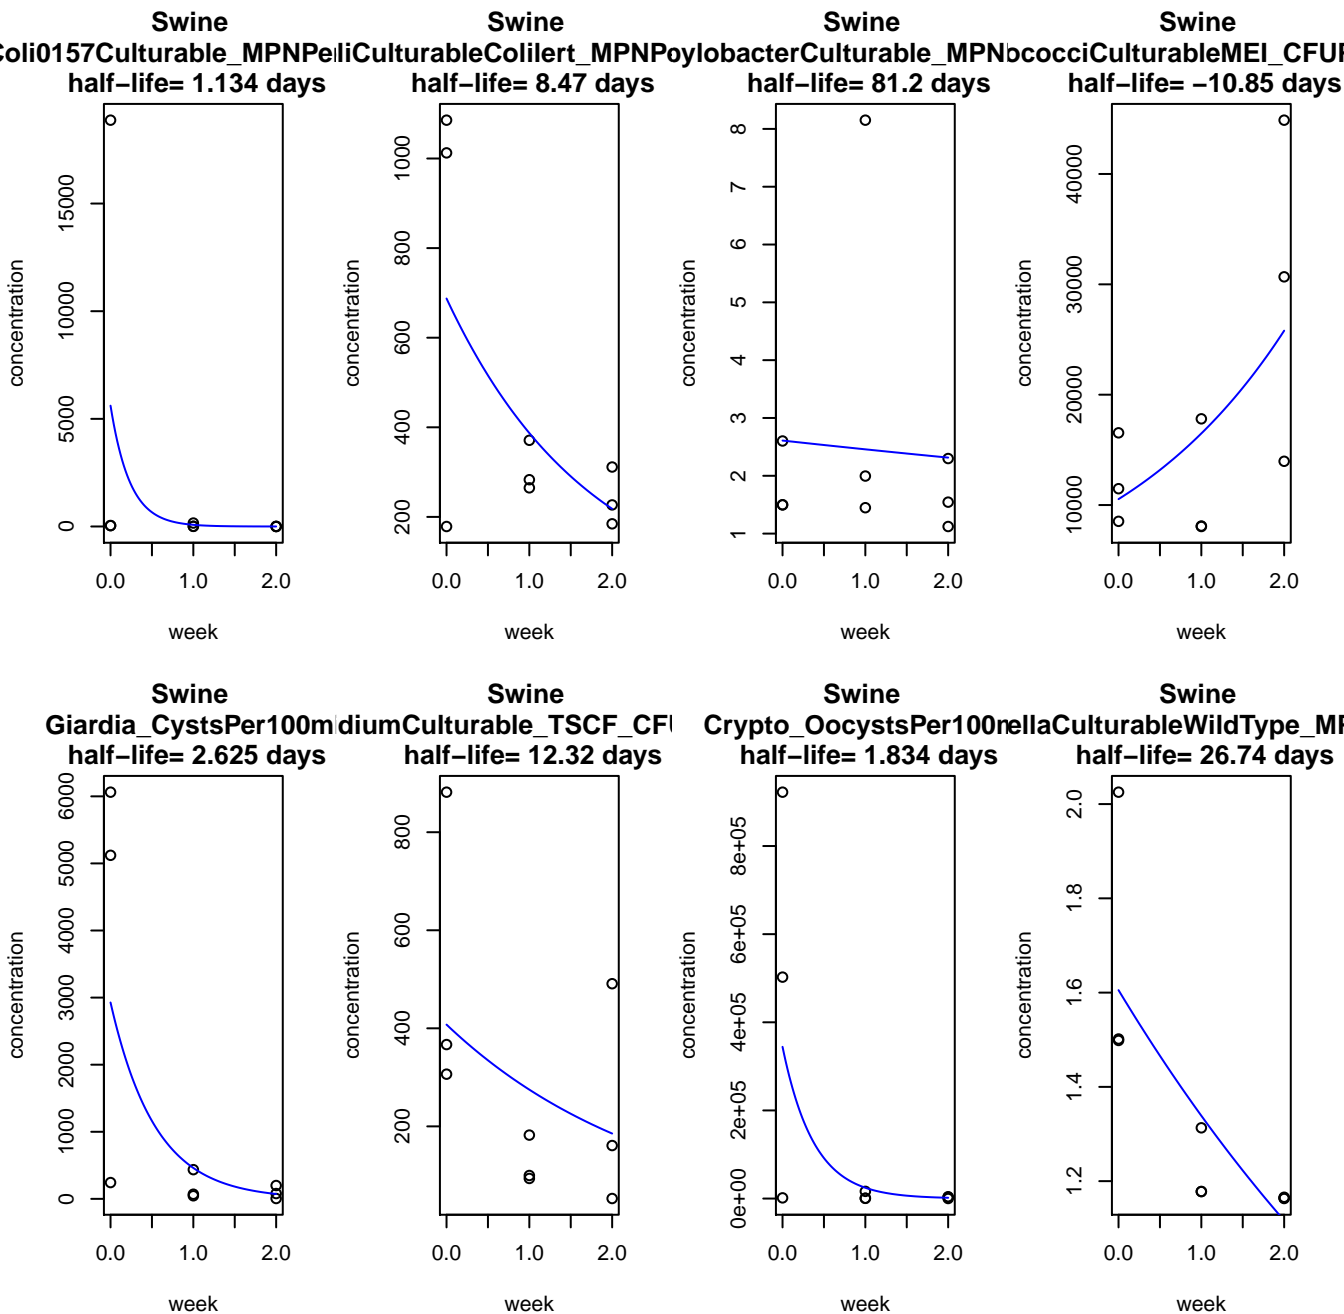 Swine
Coli0157Culturable_MPNPe
half−life= 1.134 days
concentration
0
5000
10000
15000
0.0
1.0
2.0
week
Swine
liCulturableColilert_MPNPe
half−life= 8.47 days
concentration
200
400
600
800
1000
0.0
1.0
2.0
week
Swine
oylobacterCulturable_MPN
half−life= 81.2 days
concentration
1
2
3
4
5
6
7
8
0.0
1.0
2.0
week
Swine
ococciCulturableMEI_CFUF
half−life= −10.85 days
concentration
10000
20000
30000
40000
0.0
1.0
2.0
week
Swine
Giardia_CystsPer100m
half−life= 2.625 days
concentration
0
1000
2000
3000
4000
5000
6000
0.0
1.0
2.0
week
Swine
diumCulturable_TSCF_CFU
half−life= 12.32 days
concentration
200
400
600
800
0.0
1.0
2.0
week
Swine
Crypto_OocystsPer100m
half−life= 1.834 days
concentration
0e+00
2e+05
4e+05
6e+05
8e+05
0.0
1.0
2.0
week
Swine
ellaCulturableWildType_MP
half−life= 26.74 days
concentration
1.2
1.4
1.6
1.8
2.0
0.0
1.0
2.0
week